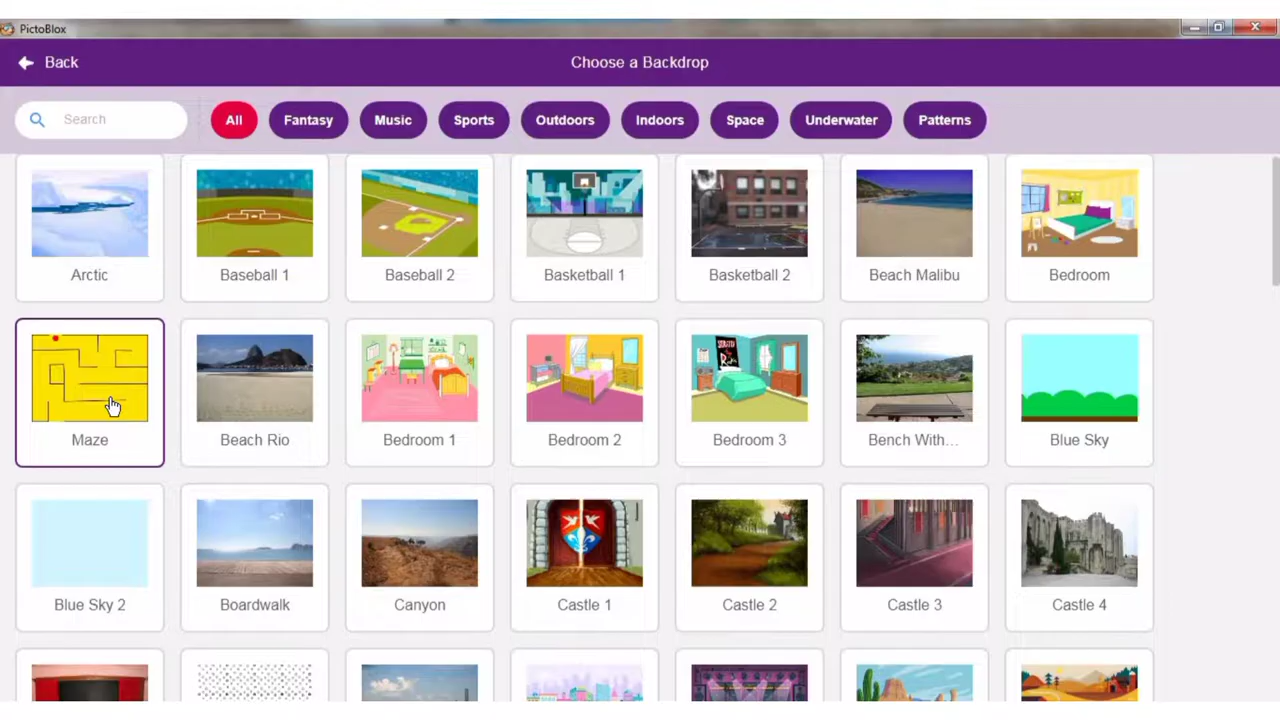 PictoBlox
Back
Choose a Backdrop
Search
All
Fantasy
Music
Sports
Outdoors
Indoors
Space
Underwater
Patterns
Arctic
Baseball 1
Baseball 2
Basketball 1
Basketball 2
Beach Malibu
Bedroom
Maze
Beach Rio
Bedroom 1
Bedroom 2
Bedroom 3
Bench With...
Blue Sky
Blue Sky 2
Boardwalk
Canyon
Castle 1
Castle 2
Castle 3
Castle 4